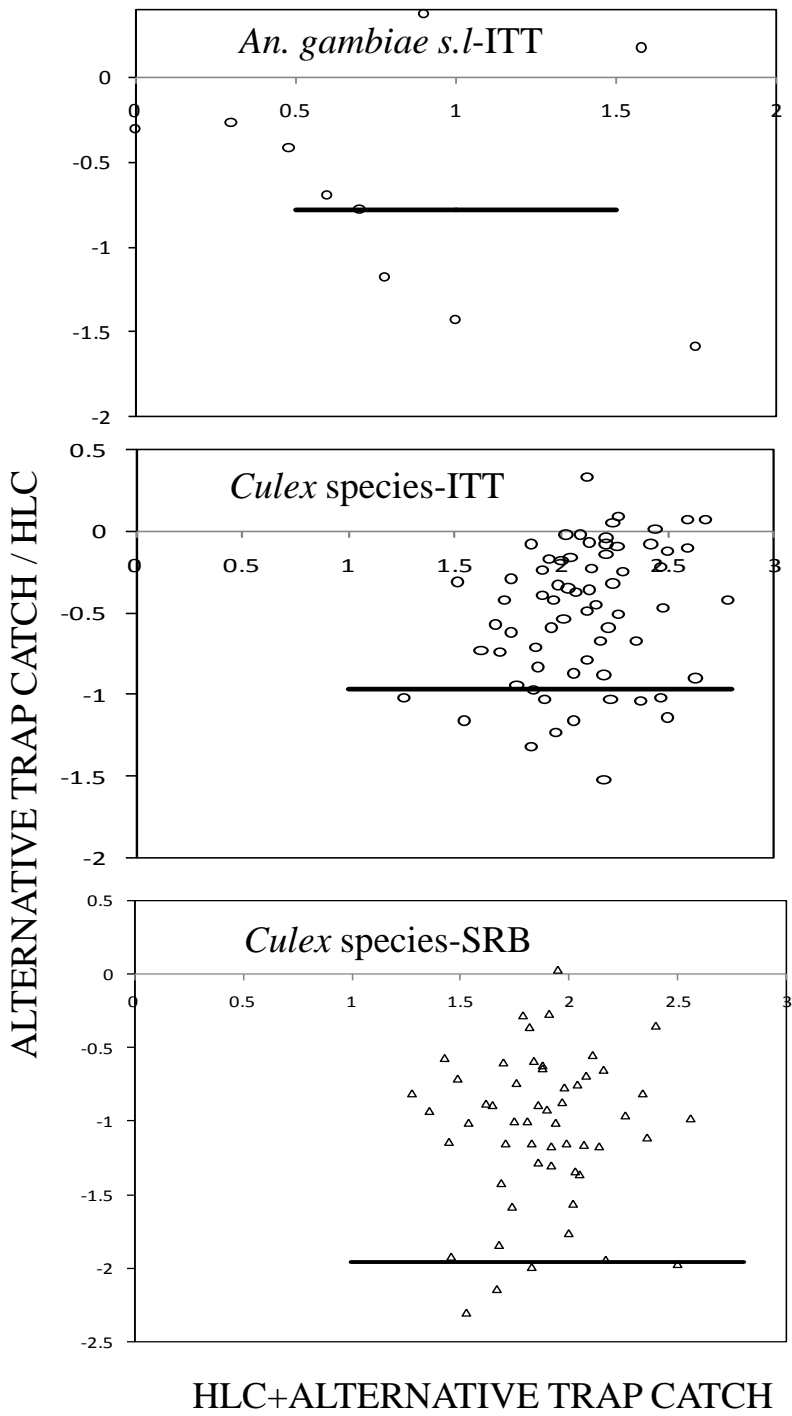 An. gambiae s.l-ITT
0
0 0.5 1 1.5 2
-0.5
-1
-1.5
-2
ALTERNATIVE TRAP CATCH / HLC
0.5
Culex species-ITT
0
0 0.5 1 1.5 2 2.5 3
-0.5
-1
-1.5
-2
0.5
Culex species-SRB
0
0 0.5 1 1.5 2 2.5 3
-0.5
-1
-1.5
-2
-2.5
HLC+ALTERNATIVE TRAP CATCH